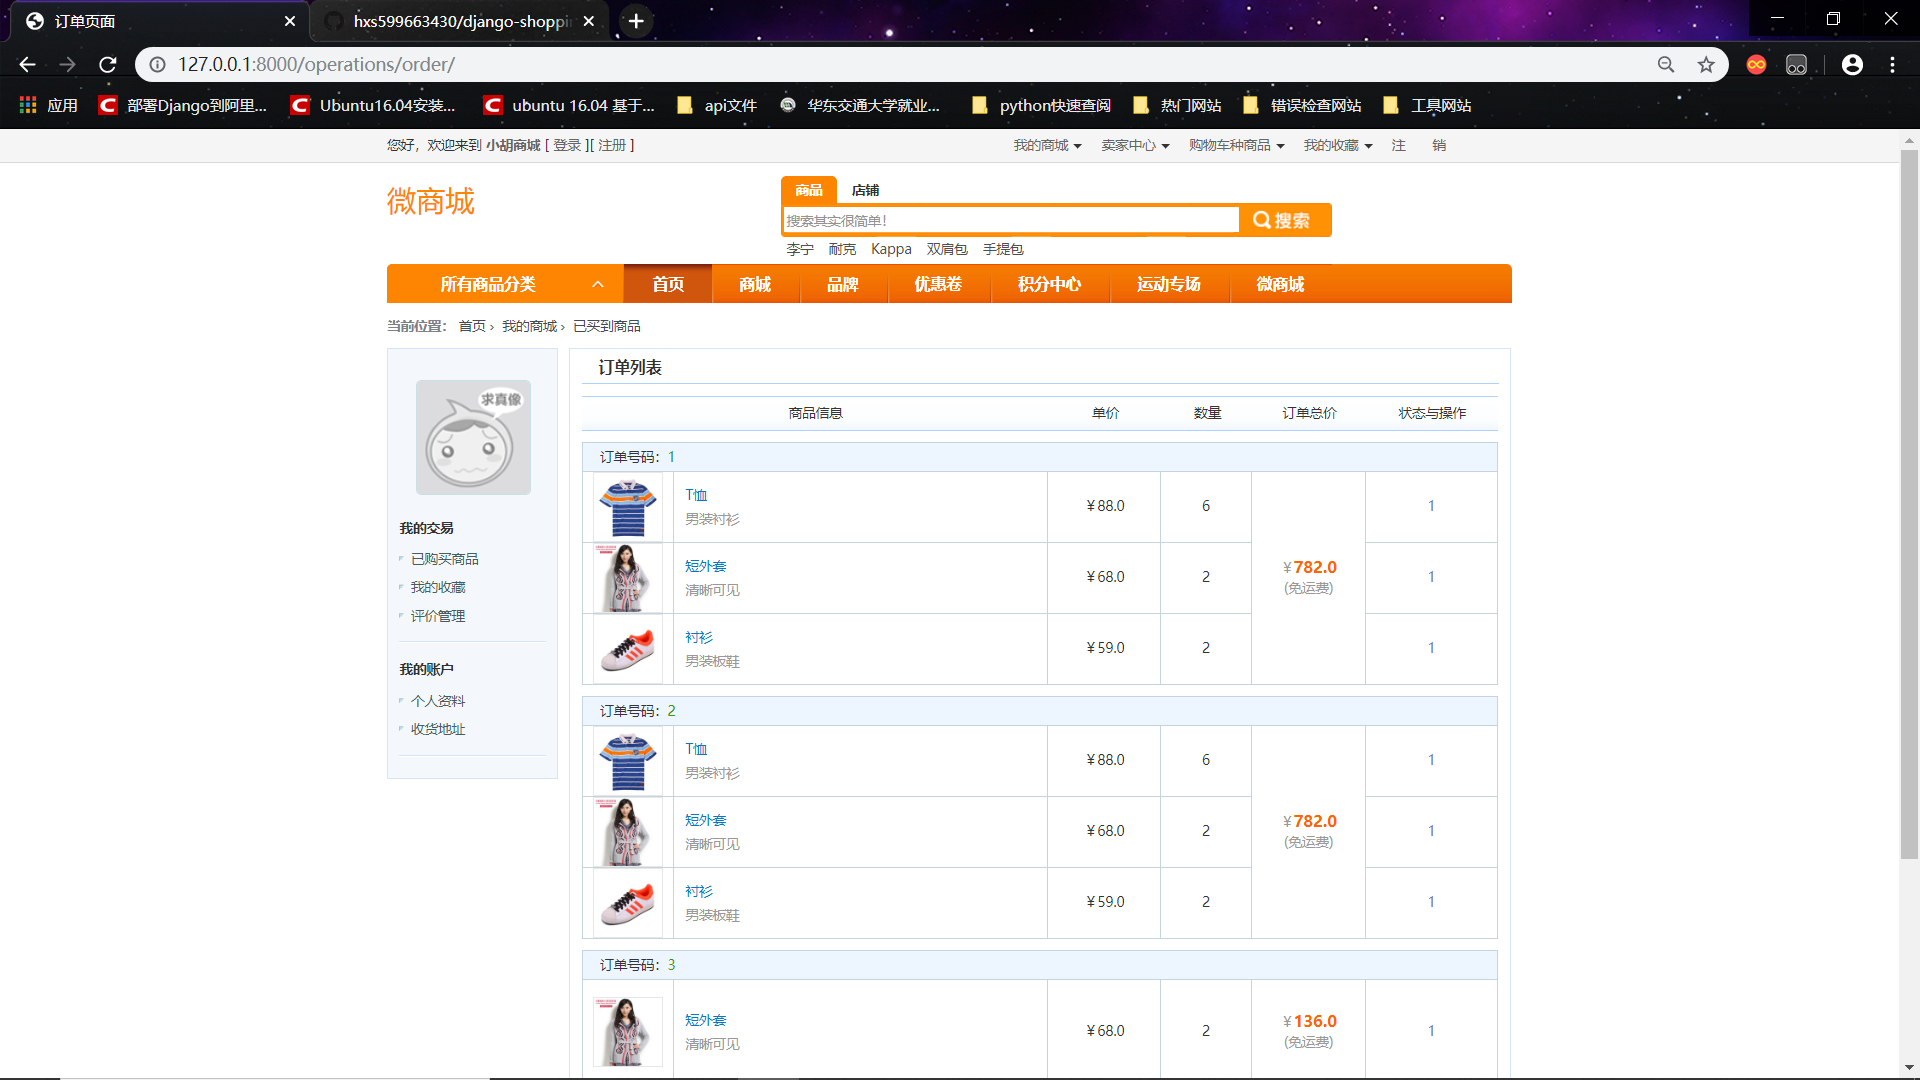 订单页面
hxs599663430/django-shoppi
127.0.0.1:8000/operations/order/
应用 部署Django到阿里... Ubuntu16.04安装... ubuntu 16.04 基于... api文件 华东交通大学就业... python快速查阅 热门网站 错误检查网站 工具网站
您好，欢迎来到 小胡商城 [ 登录 ][ 注册 ] 我的商城 卖家中心 购物车种商品 我的收藏 注 销
微商城
商品 店铺
搜索其实很简单! 搜索
李宁 耐克 Kappa 双肩包 手提包
所有商品分类 首页 商城 品牌 优惠卷 积分中心 运动专场 微商城
当前位置： 首页 › 我的商城 › 已买到商品
求真像
我的交易
已购买商品
我的收藏
评价管理
我的账户
个人资料
收货地址
订单列表
商品信息 单价 数量 订单总价 状态与操作
订单号码：1
T恤
男装衬衫
￥88.0 6 1
短外套
清晰可见
￥68.0 2 1
￥782.0
(免运费)
衬衫
男装板鞋
￥59.0 2 1
订单号码：2
T恤
男装衬衫
￥88.0 6 1
短外套
清晰可见
￥68.0 2 1
￥782.0
(免运费)
衬衫
男装板鞋
￥59.0 2 1
订单号码：3
短外套
清晰可见
￥68.0 2 1
￥136.0
(免运费)